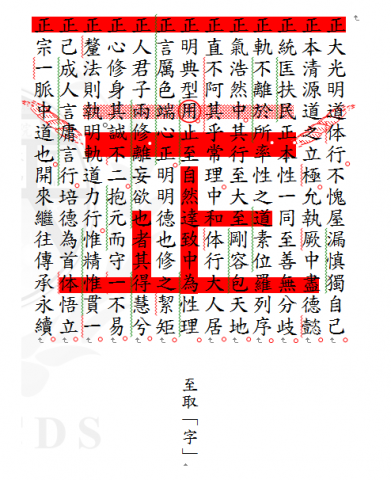 正大光明道体行不愧屋漏慎獨自己
正本清源道之立極允執厥中盡德懿
正統匡扶民正本性一同至善無分歧
正軌不離於所率性之道素位羅列序
正氣浩然中其行至大至剛容包天地
正直不阿其乎常理中和体行大人居
正明典型用止至自然達致中為性理
正言厲色端心正明明德也修之絜矩
正人君子兩修離妄欲也者其得慧兮
正心修身其誠不二抱元而守一不易
正釐法則執明軌道力行惟精惟貫一
正己成人言庸言行培德為首体悟立
正宗一脈中道也開來繼往傳承永續
至取「字」
DS